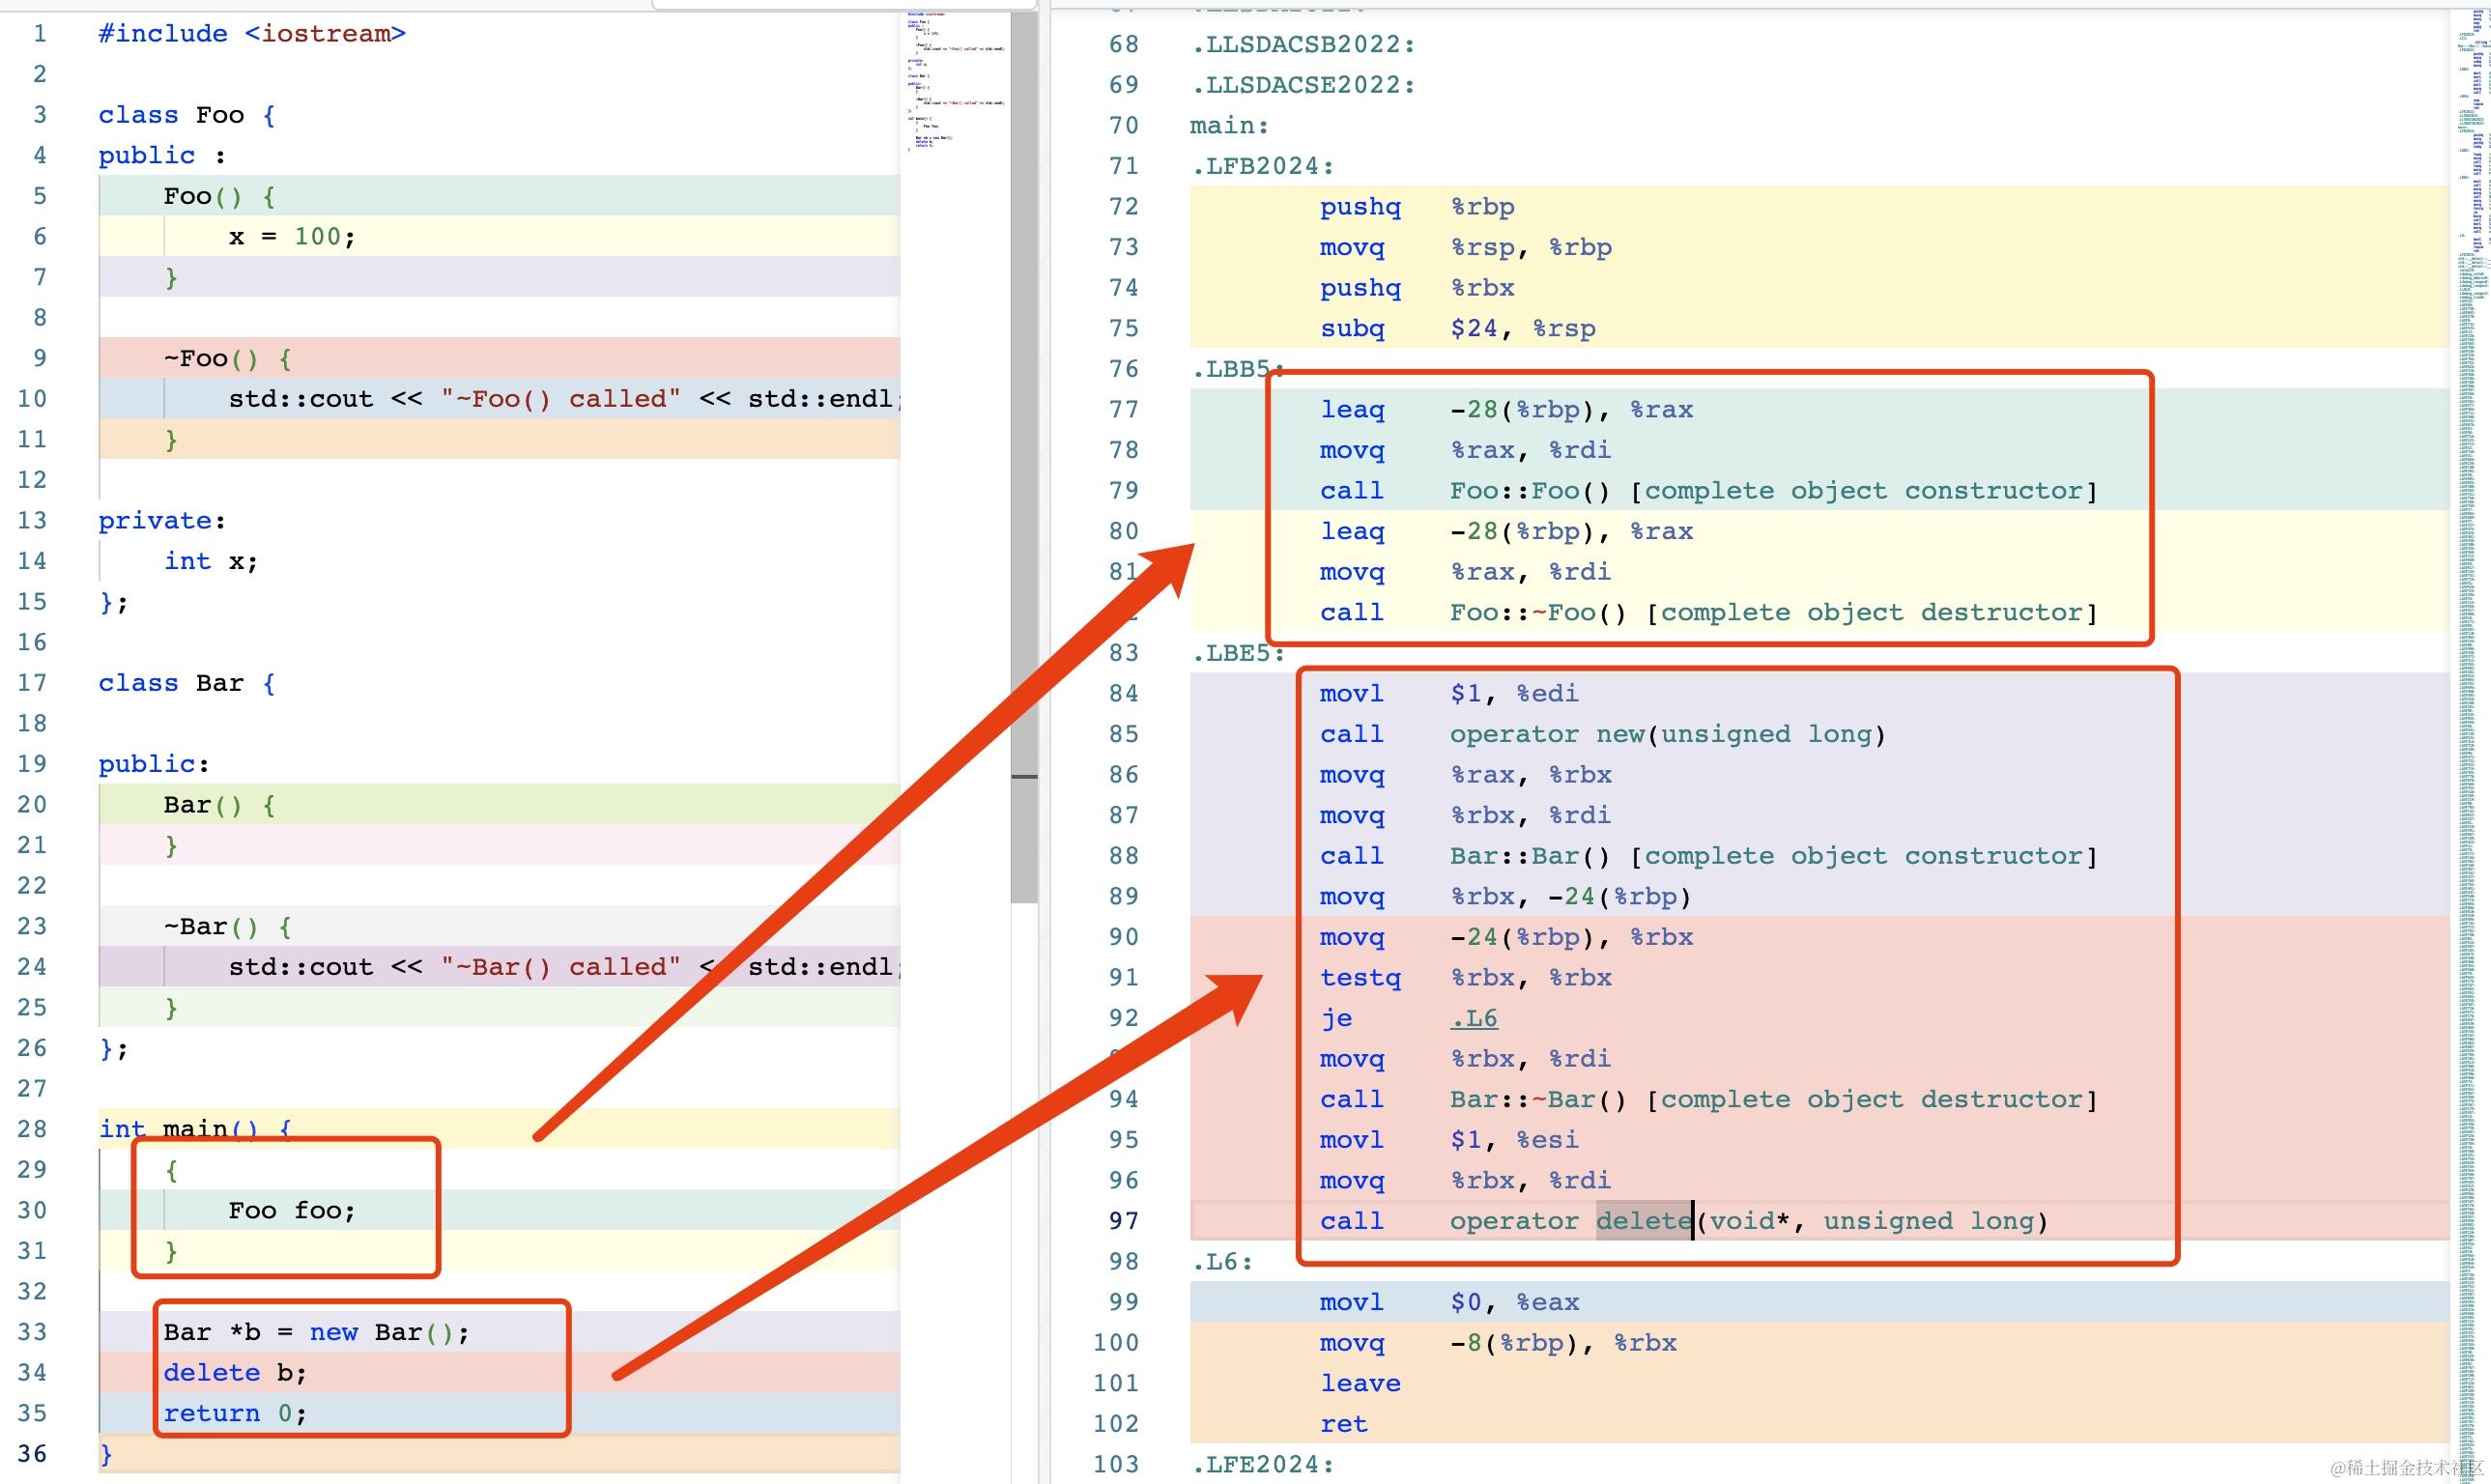 1 #include <iostream>
2
3 class Foo {
4 public :
5 Foo() {
6 x = 100;
7 }
8
9 ~Foo() {
10 std::cout << "~Foo() called" << std::endl;
11 }
12
13 private:
14 int x;
15 };
16
17 class Bar {
18
19 public:
20 Bar() {
21 }
22
23 ~Bar() {
24 std::cout << "~Bar() called" < std::endl;
25 }
26 };
27
28 int main() {
29 {
30 Foo foo;
31 }
32
33 Bar *b = new Bar();
34 delete b;
35 return 0;
36 }
68 .LLSDACSB2022:
69 .LLSDACSE2022:
70 main:
71 .LFB2024:
72 pushq %rbp
73 movq %rsp, %rbp
74 pushq %rbx
75 subq $24, %rsp
76 .LBB5:
77 leaq -28(%rbp), %rax
78 movq %rax, %rdi
79 call Foo::Foo() [complete object constructor]
80 leaq -28(%rbp), %rax
81 movq %rax, %rdi
call Foo::~Foo() [complete object destructor]
83 .LBE5:
84 movl $1, %edi
85 call operator new(unsigned long)
86 movq %rax, %rbx
87 movq %rbx, %rdi
88 call Bar::Bar() [complete object constructor]
89 movq %rbx, -24(%rbp)
90 movq -24(%rbp), %rbx
91 testq %rbx, %rbx
92 je .L6
movq %rbx, %rdi
94 call Bar::~Bar() [complete object destructor]
95 movl $1, %esi
96 movq %rbx, %rdi
97 call operator delete(void*, unsigned long)
98 .L6:
99 movl $0, %eax
100 movq -8(%rbp), %rbx
101 leave
102 ret
103 .LFE2024:
@稀土掘金技术社区